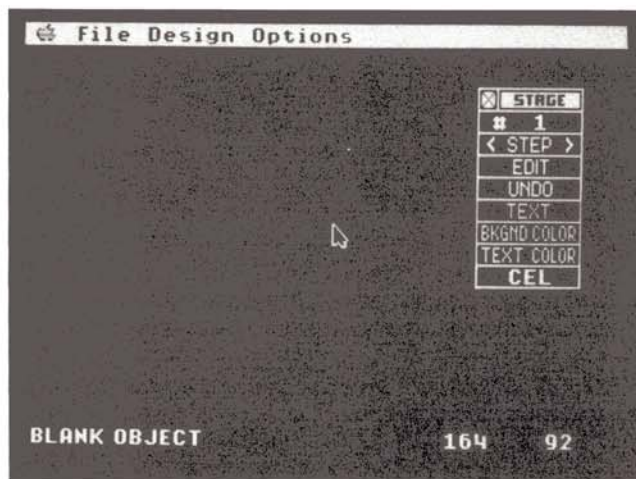 File Design Options
STAGE
# 1
< STEP >
EDIT
UNDO
TEXT
BKGND COLOR
TEXT COLOR
CEL
BLANK OBJECT 164 92